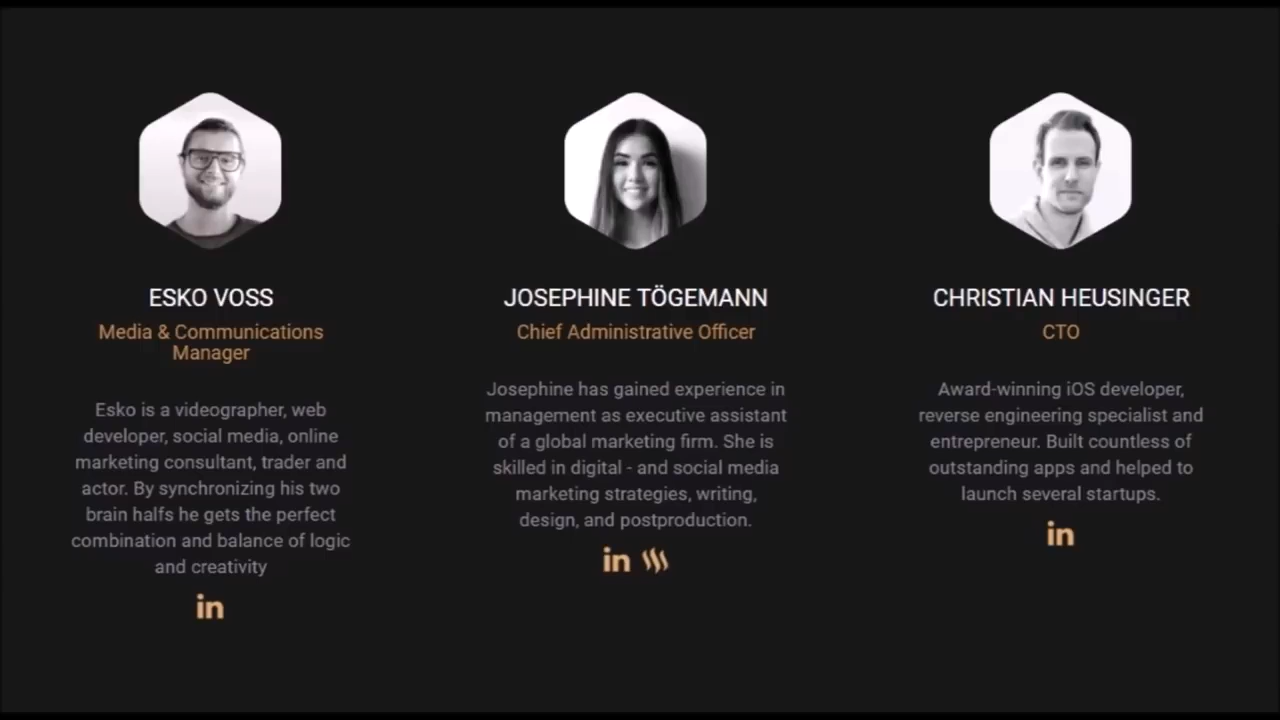 ESKO VOSS
Media & Communications
Manager
Esko is a videographer, web
developer, social media, online
marketing consultant, trader and
actor. By synchronizing his two
brain halfs he gets the perfect
combination and balance of logic
and creativity
in
JOSEPHINE TÖGEMANN
Chief Administrative Officer
Josephine has gained experience in
management as executive assistant
of a global marketing firm. She is
skilled in digital - and social media
marketing strategies, writing,
design, and postproduction.
in
CHRISTIAN HEUSINGER
CTO
Award-winning iOS developer,
reverse engineering specialist and
entrepreneur. Built countless of
outstanding apps and helped to
launch several startups.
in